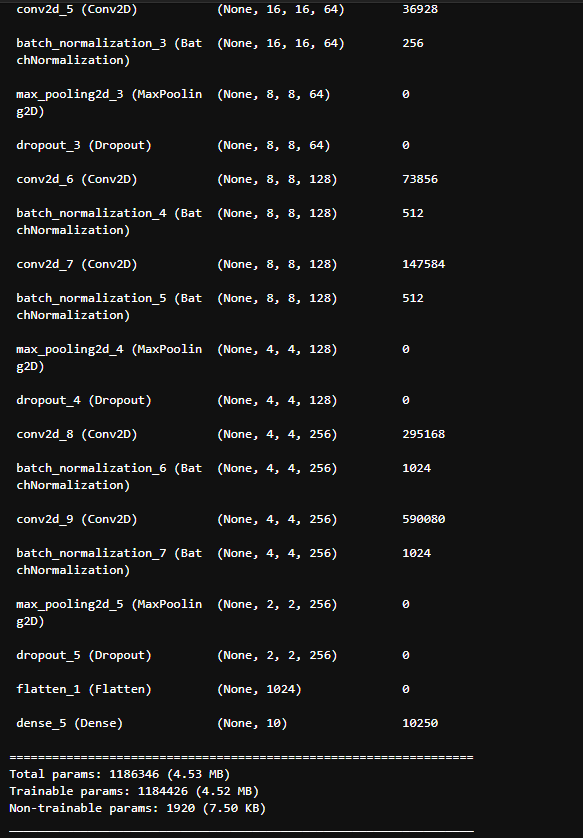 conv2d_5 (Conv2D) (None, 16, 16, 64) 36928
batch_normalization_3 (Bat (None, 16, 16, 64) 256
chNormalization)
max_pooling2d_3 (MaxPoolin (None, 8, 8, 64) 0
g2D)
dropout_3 (Dropout) (None, 8, 8, 64) 0
conv2d_6 (Conv2D) (None, 8, 8, 128) 73856
batch_normalization_4 (Bat (None, 8, 8, 128) 512
chNormalization)
conv2d_7 (Conv2D) (None, 8, 8, 128) 147584
batch_normalization_5 (Bat (None, 8, 8, 128) 512
chNormalization)
max_pooling2d_4 (MaxPoolin (None, 4, 4, 128) 0
g2D)
dropout_4 (Dropout) (None, 4, 4, 128) 0
conv2d_8 (Conv2D) (None, 4, 4, 256) 295168
batch_normalization_6 (Bat (None, 4, 4, 256) 1024
chNormalization)
conv2d_9 (Conv2D) (None, 4, 4, 256) 590080
batch_normalization_7 (Bat (None, 4, 4, 256) 1024
chNormalization)
max_pooling2d_5 (MaxPoolin (None, 2, 2, 256) 0
g2D)
dropout_5 (Dropout) (None, 2, 2, 256) 0
flatten_1 (Flatten) (None, 1024) 0
dense_5 (Dense) (None, 10) 10250
=================================================================
Total params: 1186346 (4.53 MB)
Trainable params: 1184426 (4.52 MB)
Non-trainable params: 1920 (7.50 KB)
_________________________________________________________________